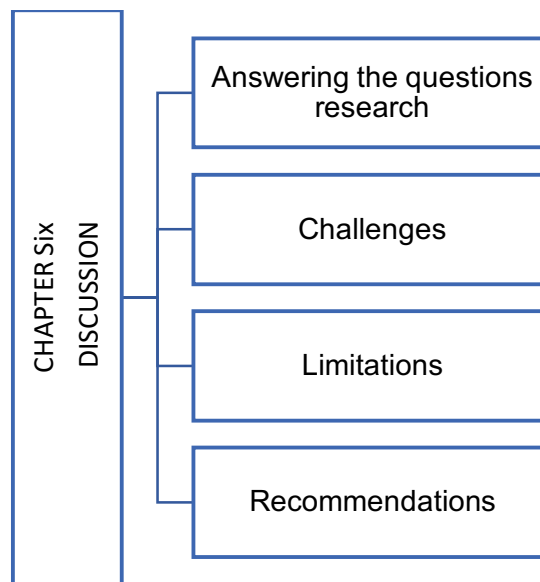 CHAPTER Six
DISCUSSION
Answering the questions
research
Challenges
Limitations
Recommendations